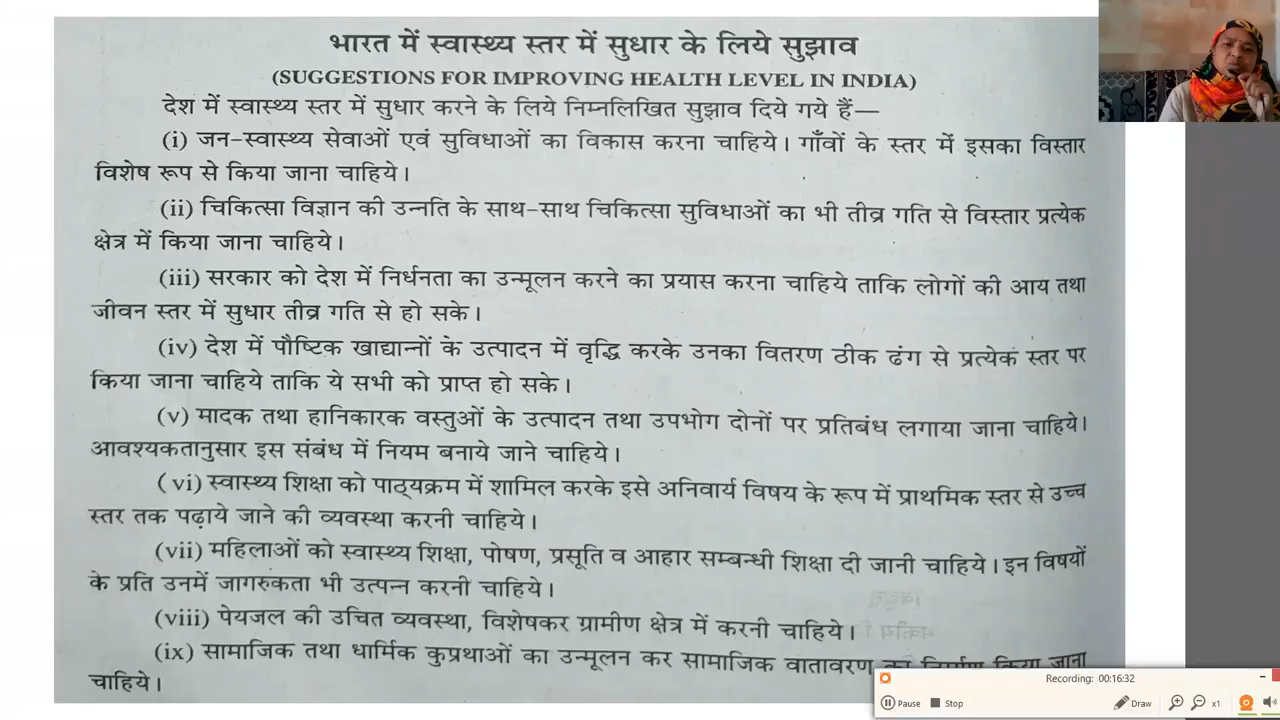 भारत में स्वास्थ्य स्तर में सुधार के लिये सुझाव
(SUGGESTIONS FOR IMPROVING HEALTH LEVEL IN INDIA)
देश में स्वास्थ्य स्तर में सुधार करने के लिये निम्नलिखित सुझाव दिये गये हैं—
(i) जन-स्वास्थ्य सेवाओं एवं सुविधाओं का विकास करना चाहिये। गाँवों के स्तर में इसका विस्तार
विशेष रूप से किया जाना चाहिये।
(ii) चिकित्सा विज्ञान की उन्नति के साथ-साथ चिकित्सा सुविधाओं का भी तीव्र गति से विस्तार प्रत्येक
क्षेत्र में किया जाना चाहिये।
(iii) सरकार को देश में निर्धनता का उन्मूलन करने का प्रयास करना चाहिये ताकि लोगों की आय तथा
जीवन स्तर में सुधार तीव्र गति से हो सके।
(iv) देश में पौष्टिक खाद्यान्नों के उत्पादन में वृद्धि करके उनका वितरण ठीक ढंग से प्रत्येक स्तर पर
किया जाना चाहिये ताकि ये सभी को प्राप्त हो सके।
(v) मादक तथा हानिकारक वस्तुओं के उत्पादन तथा उपभोग दोनों पर प्रतिबंध लगाया जाना चाहिये।
आवश्यकतानुसार इस संबंध में नियम बनाये जाने चाहिये।
(vi) स्वास्थ्य शिक्षा को पाठ्यक्रम में शामिल करके इसे अनिवार्य विषय के रूप में प्राथमिक स्तर से उच्च
स्तर तक पढ़ाये जाने की व्यवस्था करनी चाहिये।
(vii) महिलाओं को स्वास्थ्य शिक्षा, पोषण, प्रसूति व आहार सम्बन्धी शिक्षा दी जानी चाहिये। इन विषयों
के प्रति उनमें जागरुकता भी उत्पन्न करनी चाहिये।
(viii) पेयजल की उचित व्यवस्था, विशेषकर ग्रामीण क्षेत्र में करनी चाहिये।
(ix) सामाजिक तथा धार्मिक कुप्रथाओं का उन्मूलन कर सामाजिक वातावरण का निर्माण किया जाना
चाहिये।
Recording: 00:16:32
Pause Stop Draw x1